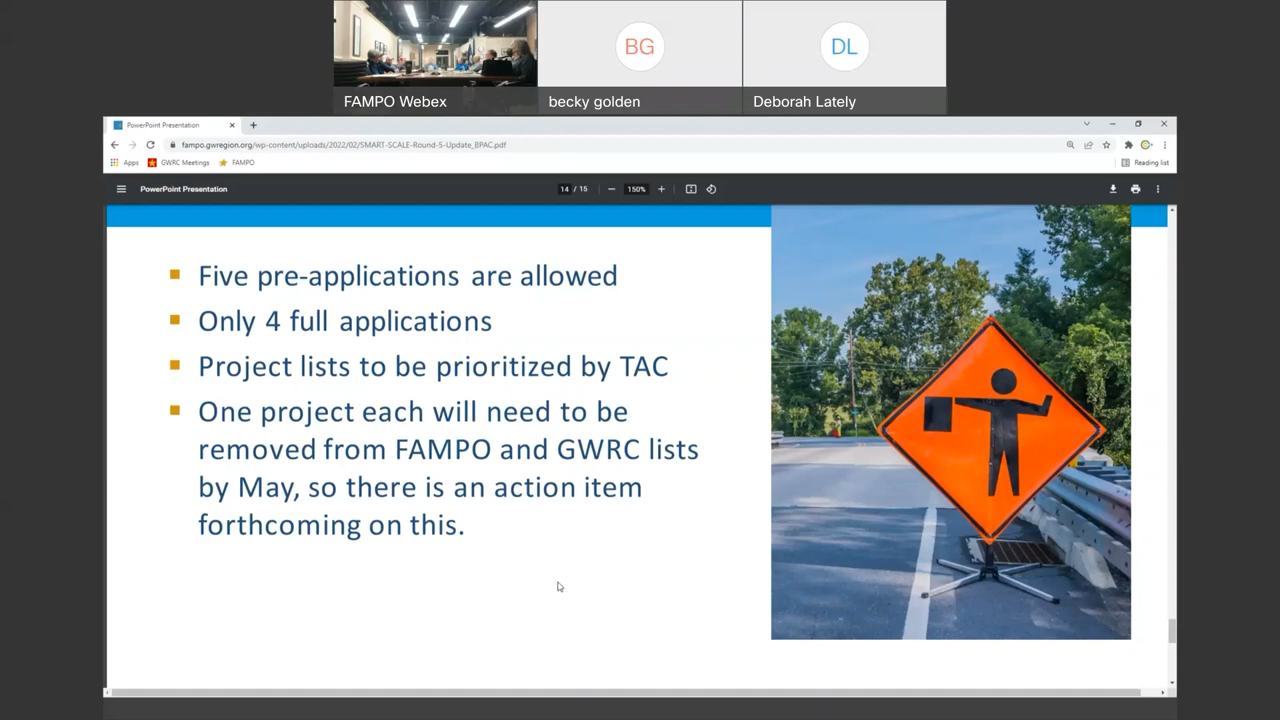 BG
DL
FAMPO Webex
becky golden
Deborah Lately
PowerPoint Presentation
fampo.gwregion.org/wp-content/uploads/2022/02/SMART-SCALE-Round-5-Update_BPAC.pdf
Apps
GWRC Meetings
FAMPO
Reading list
PowerPoint Presentation
14 / 15
150%
Five pre-applications are allowed
Only 4 full applications
Project lists to be prioritized by TAC
One project each will need to be
removed from FAMPO and GWRC lists
by May, so there is an action item
forthcoming on this.